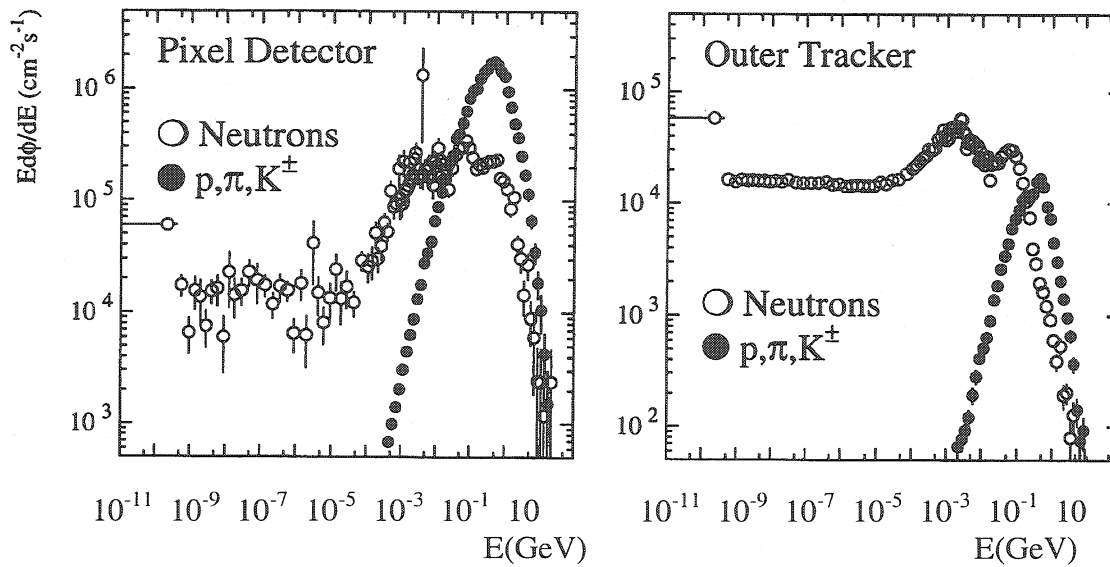 Edϕ/dE (cm⁻²s⁻¹)
Pixel Detector
Neutrons
p,π,K±
10⁶
10⁵
10⁴
10³
10⁻¹¹ 10⁻⁹ 10⁻⁷ 10⁻⁵ 10⁻³ 10⁻¹ 10
E(GeV)
Outer Tracker
Neutrons
p,π,K±
10⁵
10⁴
10³
10²
10⁻¹¹ 10⁻⁹ 10⁻⁷ 10⁻⁵ 10⁻³ 10⁻¹ 10
E(GeV)